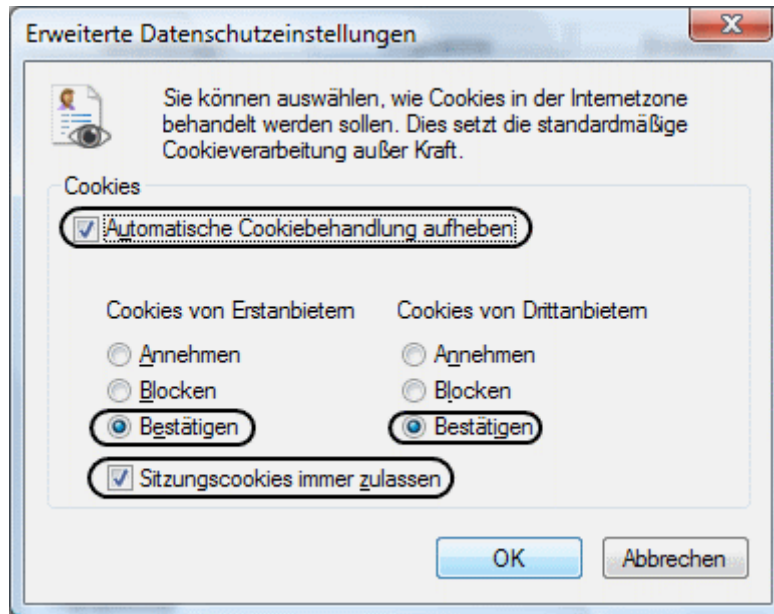 Erweiterte Datenschutzeinstellungen
Sie können auswählen, wie Cookies in der Internetzone
behandelt werden sollen. Dies setzt die standardmäßige
Cookieverarbeitung außer Kraft.
Cookies
Automatische Cookiebehandlung aufheben
Cookies von Erstanbietern
Annehmen
Blocken
Bestätigen
Cookies von Drittanbietern
Annehmen
Blocken
Bestätigen
Sitzungscookies immer zulassen
OK
Abbrechen